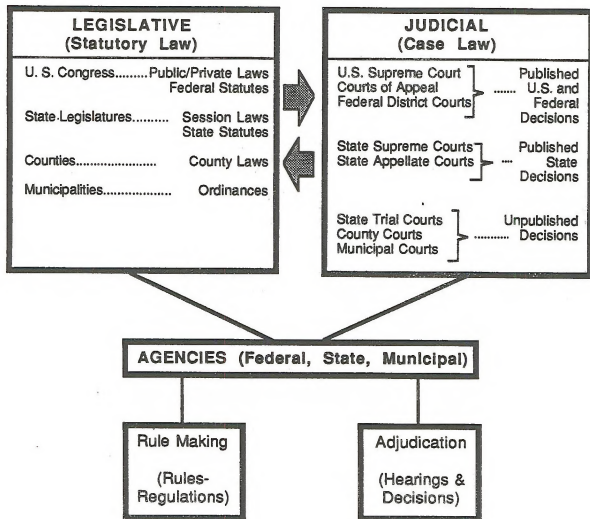 LEGISLATIVE
(Statutory Law)
U. S. Congress.........Public/Private Laws
Federal Statutes
State Legislatures........... Session Laws
State Statutes
Counties........................ County Laws
Municipalities.................... Ordinances
JUDICIAL
(Case Law)
U.S. Supreme Court
Courts of Appeal
Federal District Courts
...... Published
U.S. and
Federal
Decisions
State Supreme Courts
State Appellate Courts
.... Published
State
Decisions
State Trial Courts
County Courts
Municipal Courts
.......... Unpublished
Decisions
AGENCIES (Federal, State, Municipal)
Rule Making
(Rules-
Regulations)
Adjudication
(Hearings &
Decisions)